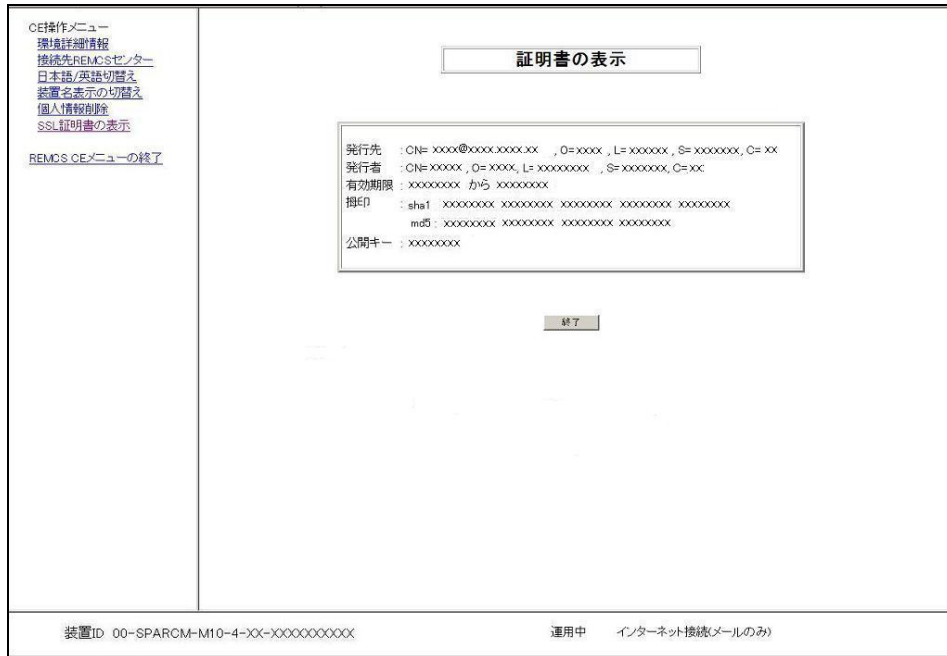 CE操作メニュー
環境詳細情報
接続先REMCSセンター
日本語/英語切替え
装置名表示の切替え
個人情報削除
SSL証明書の表示
REMCS CEメニューの終了
証明書の表示
発行先 : CN= xxxx@xxxx.xxxx.xx , O=xxxx , L= xxxxxx , S= xxxxxxx, C= xx
発行者 : CN=xxxxx , O= xxxx, L= xxxxxxxx , S= xxxxxxx, C= xx
有効期限 : xxxxxxxx から xxxxxxxx
拇印 : sha1 xxxxxxxx xxxxxxxx xxxxxxxx xxxxxxxx xxxxxxxx
md5 : xxxxxxxx xxxxxxxx xxxxxxxx xxxxxxxx
公開キー : xxxxxxxx
終了
装置ID 00-SPARCM-M10-4-XX-XXXXXXXXXX 運用中 インターネット接続(メールのみ)